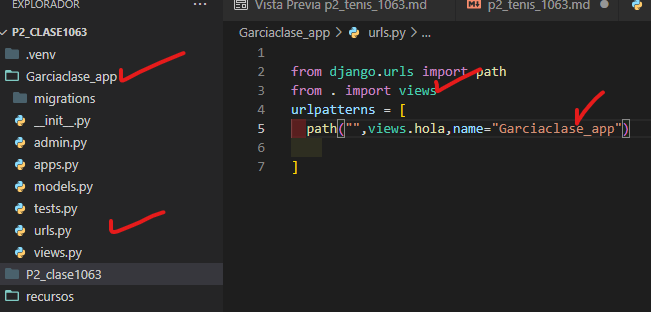 EXPLORADOR ...
Vista Previa p2_tenis_1063.md
p2_tenis_1063.md
P2_CLASE1063
.venv
Garciaclase_app
migrations
__init__.py
admin.py
apps.py
models.py
tests.py
urls.py
views.py
P2_clase1063
recursos
Garciaclase_app > urls.py > ...
1
2 from django.urls import path
3 from . import views
4 urlpatterns = [
5 path("",views.hola,name="Garciaclase_app")
6
7 ]